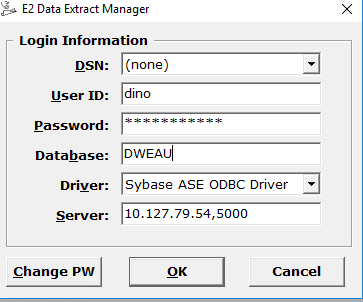 E2 Data Extract Manager
Login Information
DSN: (none)
User ID: dino
Password: ***********
Database: DWEAU
Driver: Sybase ASE ODBC Driver
Server: 10.127.79.54,5000
Change PW OK Cancel